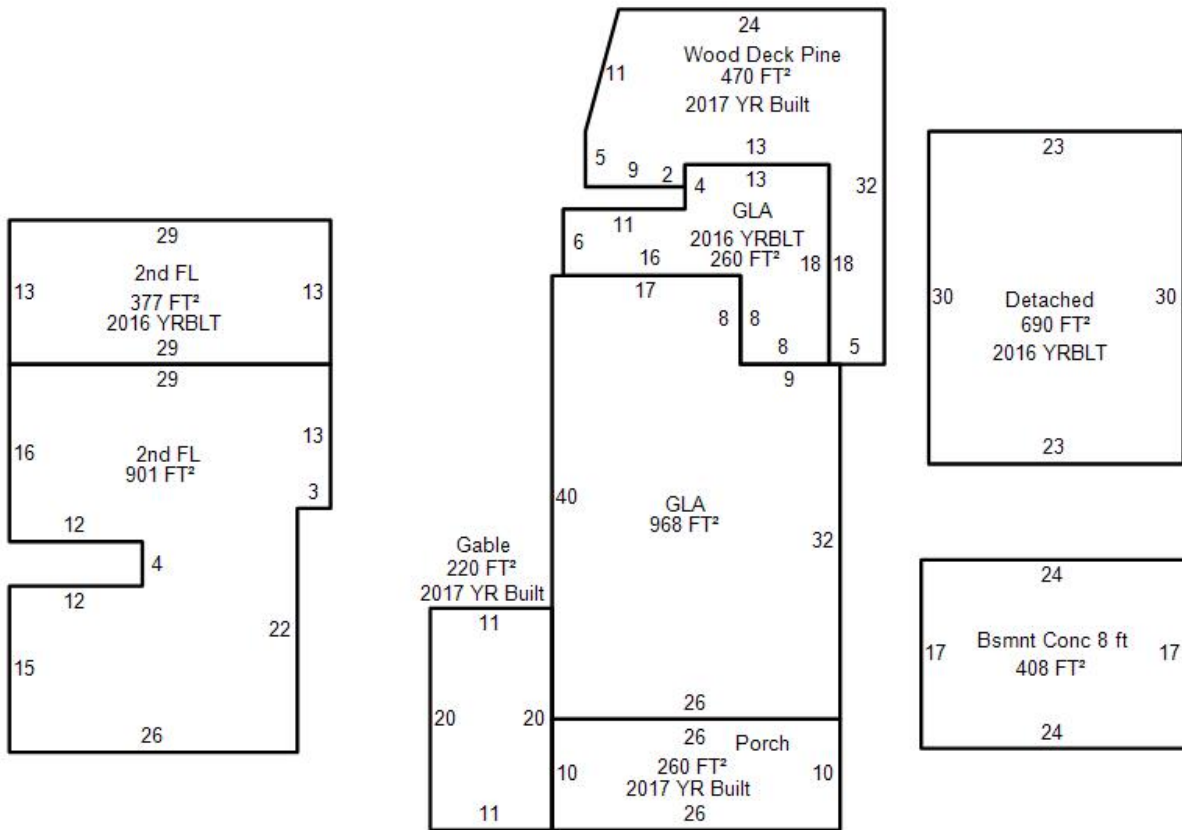 29
2nd FL
13
13
377 FT²
2016 YRBLT
29
29
16
13
2nd FL
901 FT²
3
12
4
12
22
15
26
24
Wood Deck Pine
11
470 FT²
2017 YR Built
5
13
9
2
4
13
32
GLA
11
2016 YRBLT
6
16
260 FT²
18
18
17
8
8
8
5
9
40
GLA
968 FT²
32
Gable
220 FT²
2017 YR Built
11
20
20
11
26
26
Porch
10
260 FT²
10
2017 YR Built
26
23
30
30
Detached
690 FT²
2016 YRBLT
23
24
17
Bsmnt Conc 8 ft
17
408 FT²
24